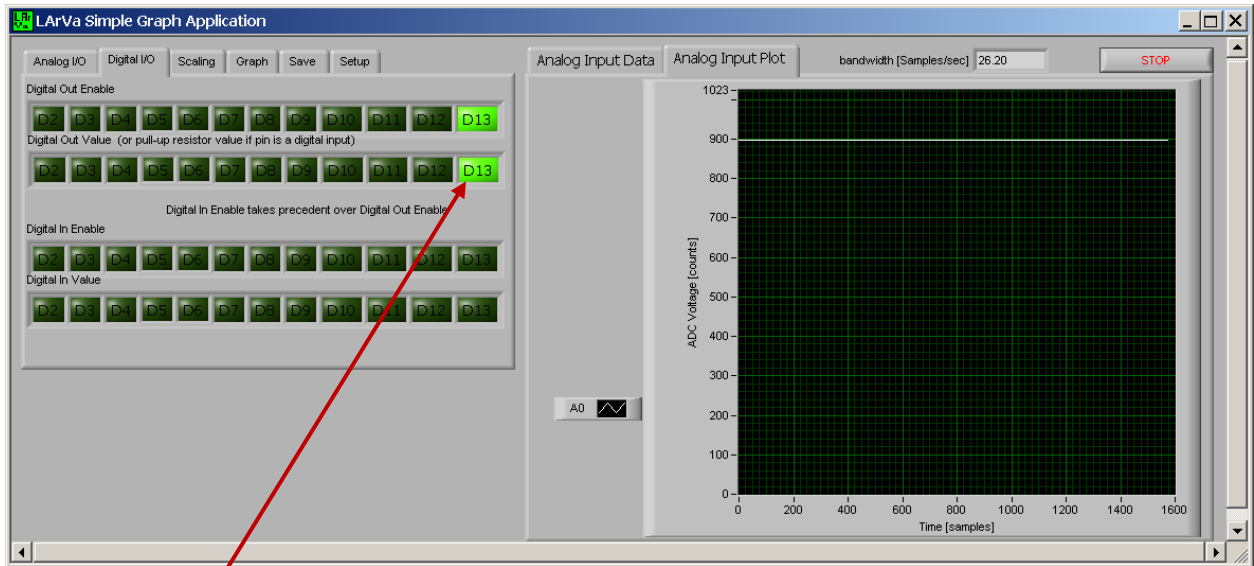 LArVa Simple Graph Application
Analog I/O Digital I/O Scaling Graph Save Setup
Digital Out Enable
D2 D3 D4 D5 D6 D7 D8 D9 D10 D11 D12 D13
Digital Out Value (or pull-up resistor value if pin is a digital input)
D2 D3 D4 D5 D6 D7 D8 D9 D10 D11 D12 D13
Digital In Enable takes precedent over Digital Out Enable
Digital In Enable
D2 D3 D4 D5 D6 D7 D8 D9 D10 D11 D12 D13
Digital In Value
D2 D3 D4 D5 D6 D7 D8 D9 D10 D11 D12 D13
Analog Input Data Analog Input Plot bandwidth [Samples/sec] 26.20 STOP
A0
ADC Voltage [counts]
1023
900
800
700
600
500
400
300
200
100
0
0 200 400 600 800 1000 1200 1400 1600
Time [samples]